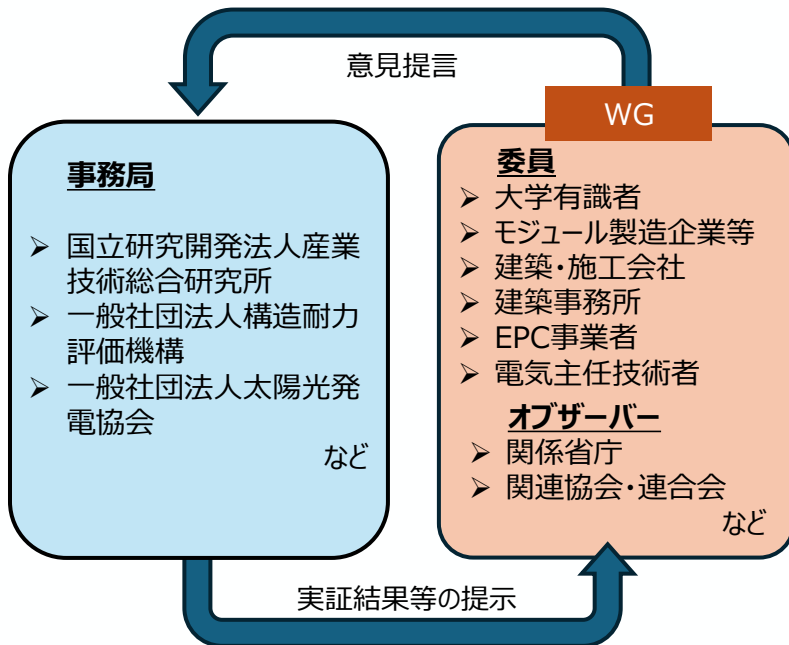 意見提言
事務局
➢ 国立研究開発法人産業
技術総合研究所
➢ 一般社団法人構造耐力
評価機構
➢ 一般社団法人太陽光発
電協会
など
WG
委員
➢ 大学有識者
➢ モジュール製造企業等
➢ 建築・施工会社
➢ 建築事務所
➢ EPC事業者
➢ 電気主任技術者
オブザーバー
➢ 関係省庁
➢ 関連協会・連合会
など
実証結果等の提示